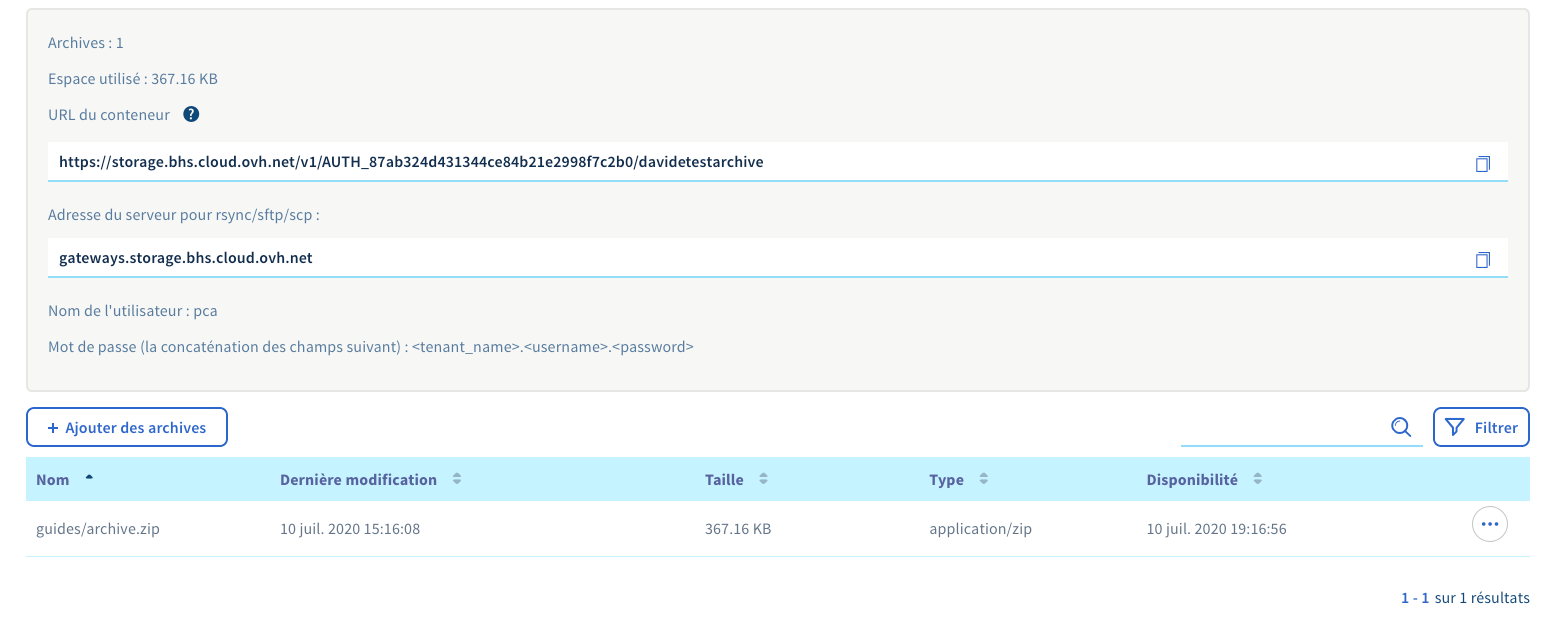 Archives : 1
Espace utilisé : 367.16 KB
URL du conteneur ?
https://storage.bhs.cloud.ovh.net/v1/AUTH_87ab324d431344ce84b21e2998f7c2b0/davidetestarchive
Adresse du serveur pour rsync/sftp/scp :
gateways.storage.bhs.cloud.ovh.net
Nom de l'utilisateur : pca
Mot de passe (la concaténation des champs suivant) : <tenant_name>.<username>.<password>
+ Ajouter des archives Filtrer
Nom Dernière modification Taille Type Disponibilité
guides/archive.zip 10 juil. 2020 15:16:08 367.16 KB application/zip 10 juil. 2020 19:16:56
1 - 1 sur 1 résultats